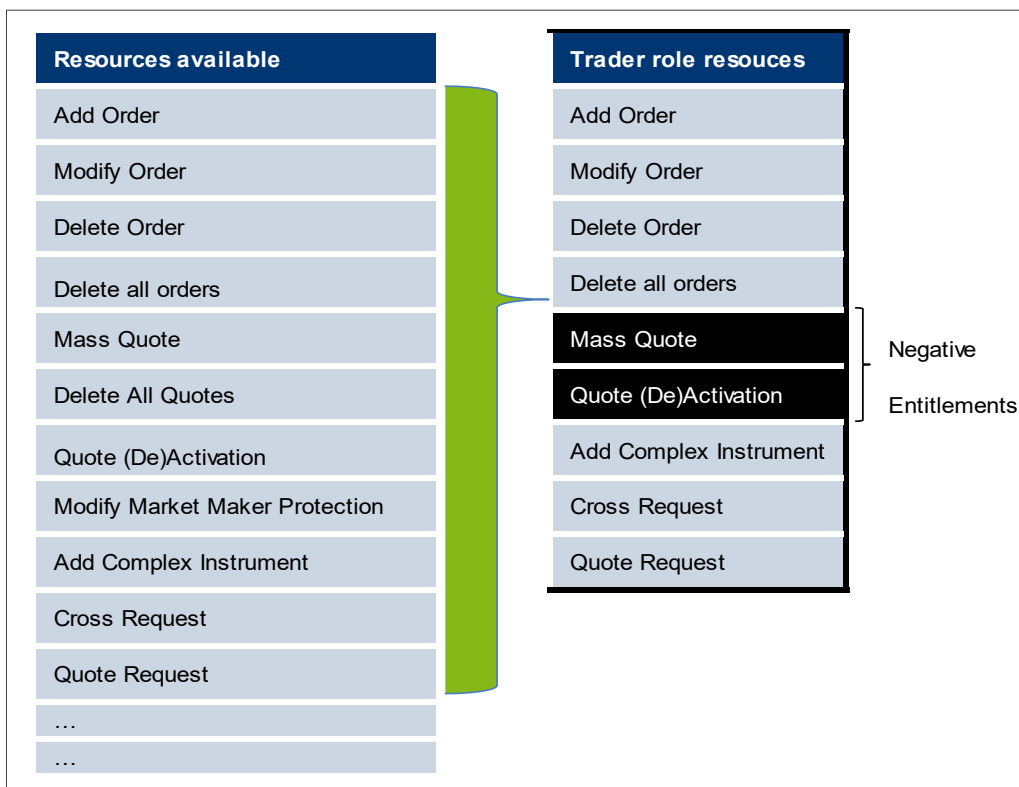 Resources available
Add Order
Modify Order
Delete Order
Delete all orders
Mass Quote
Delete All Quotes
Quote (De)Activation
Modify Market Maker Protection
Add Complex Instrument
Cross Request
Quote Request
…
…
Trader role resouces
Add Order
Modify Order
Delete Order
Delete all orders
Mass Quote
Quote (De)Activation
Add Complex Instrument
Cross Request
Quote Request
Negative
Entitlements